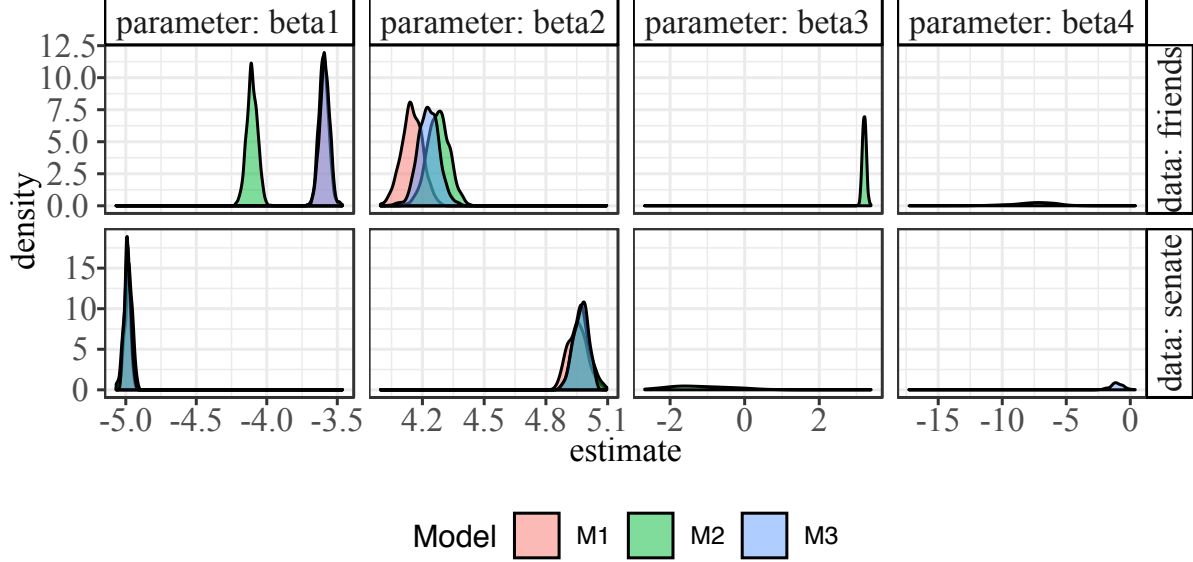 parameter: beta1 parameter: beta2 parameter: beta3 parameter: beta4
12.5
10.0
7.5
5.0
2.5
0.0
data: friends
density
15
10
5
0
data: senate
-5.0 -4.5 -4.0 -3.5 4.2 4.5 4.8 5.1 -2 0 2 -15 -10 -5 0
estimate
Model M1 M2 M3